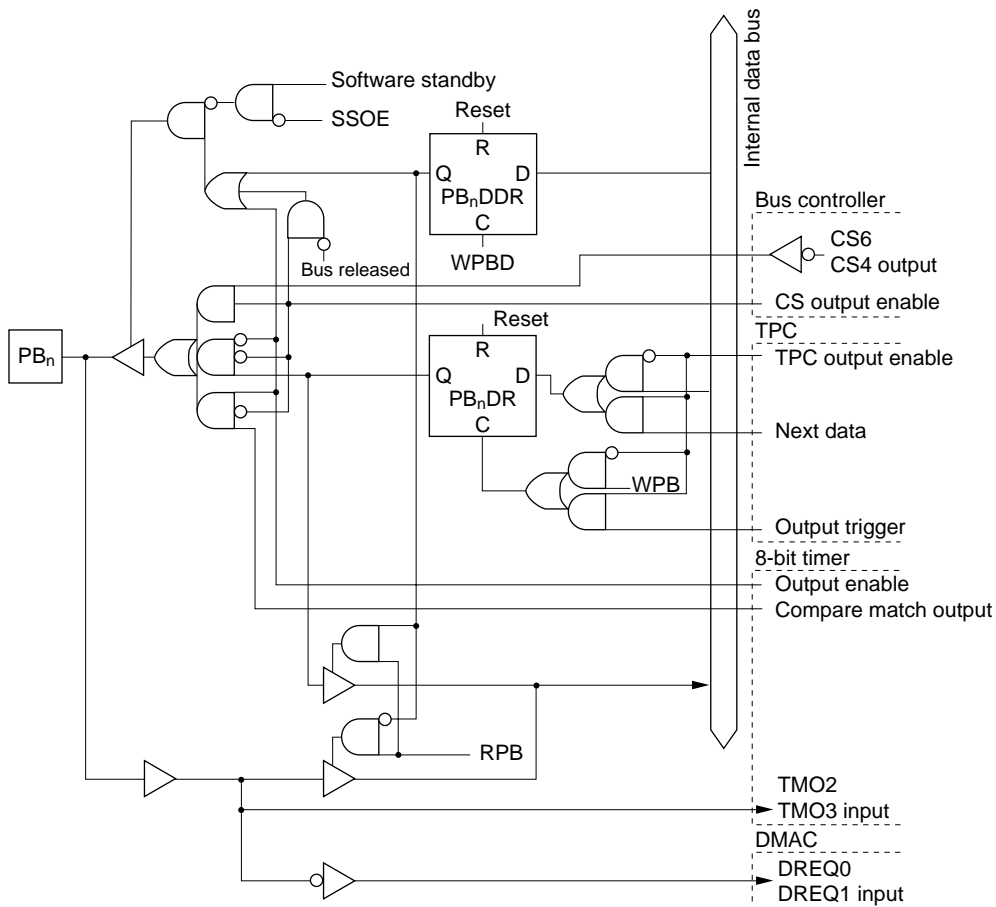 Internal data bus
Software standby
SSOE
Reset
R
Q D
PBnDDR
C
WPBD
Bus released
Bus controller
CS6
CS4 output
CS output enable
TPC
TPC output enable
Reset
R
Q D
PBnDR
C
PBn
Next data
WPB
Output trigger
8-bit timer
Output enable
Compare match output
RPB
TMO2
TMO3 input
DMAC
DREQ0
DREQ1 input